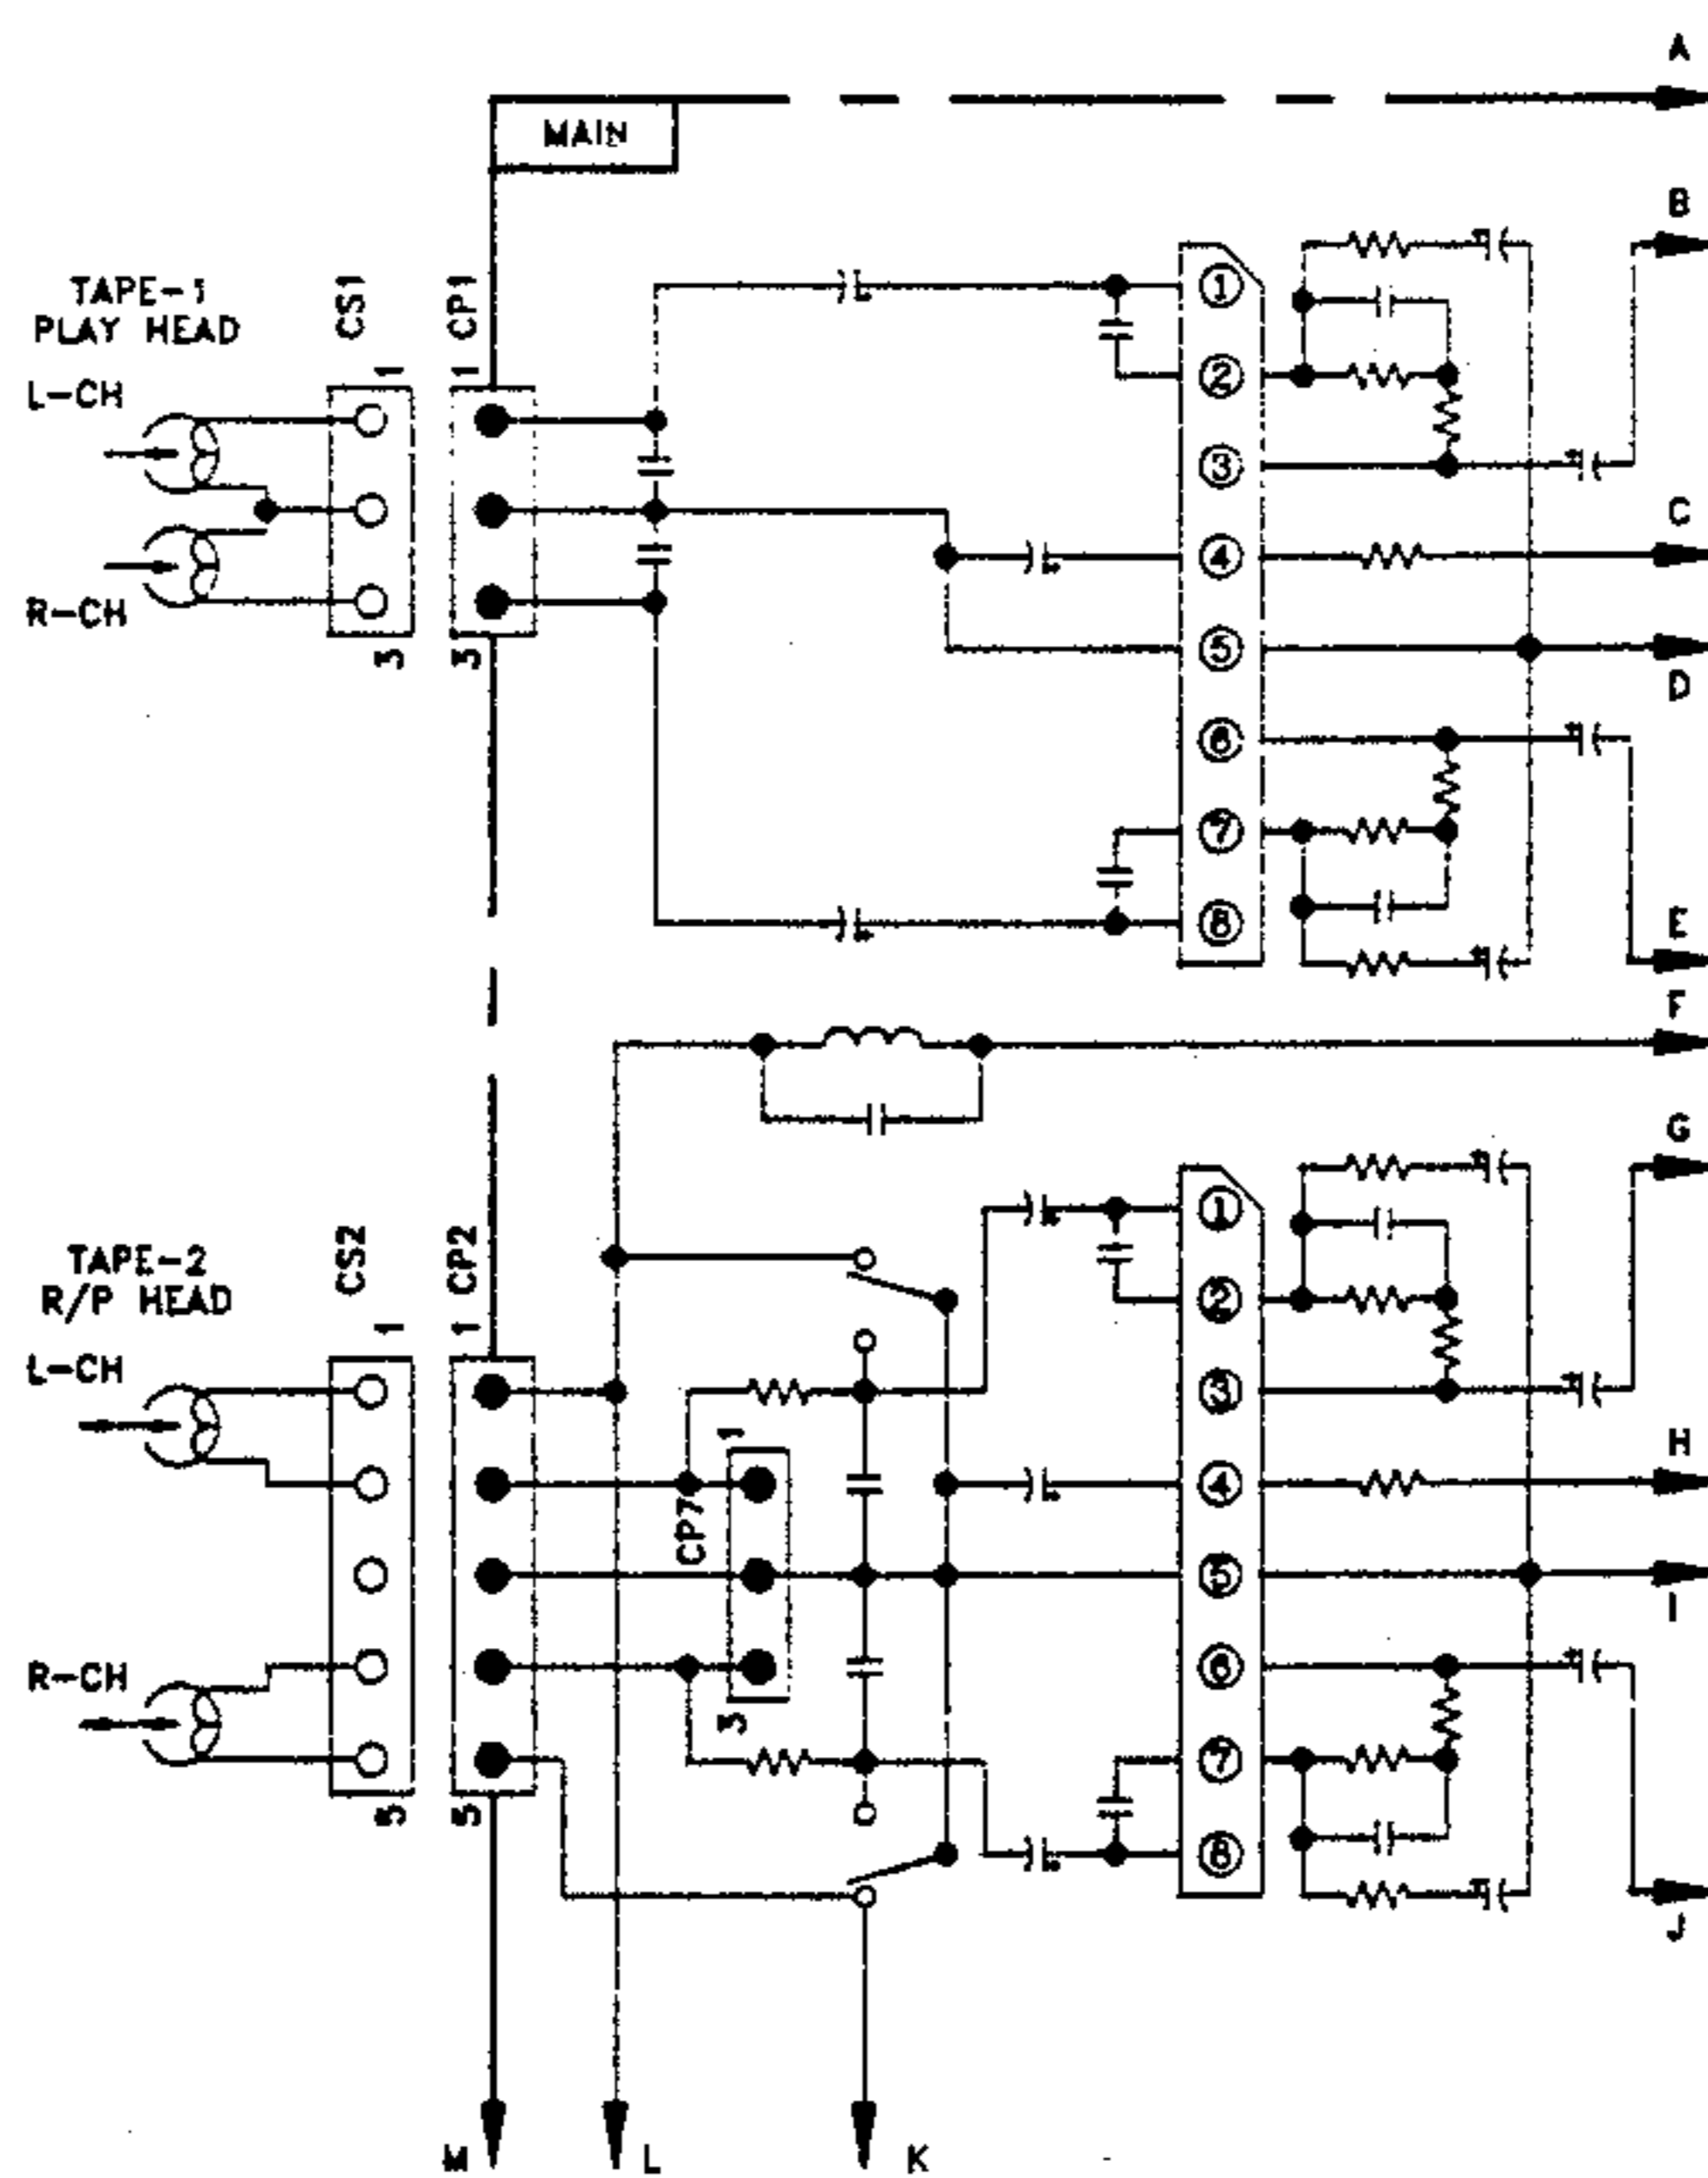 A
MAIN
B
TAPE-1
PLAY HEAD
CS1
CP1
1
1
L-CH
R-CH
3
3
①
②
③
④
⑤
⑥
⑦
⑧
C
D
E
F
G
TAPE-2
R/P HEAD
CS2
CP2
1
1
L-CH
R-CH
5
5
CP7
1
3
①
②
③
④
⑤
⑥
⑦
⑧
H
I
J
M
L
K